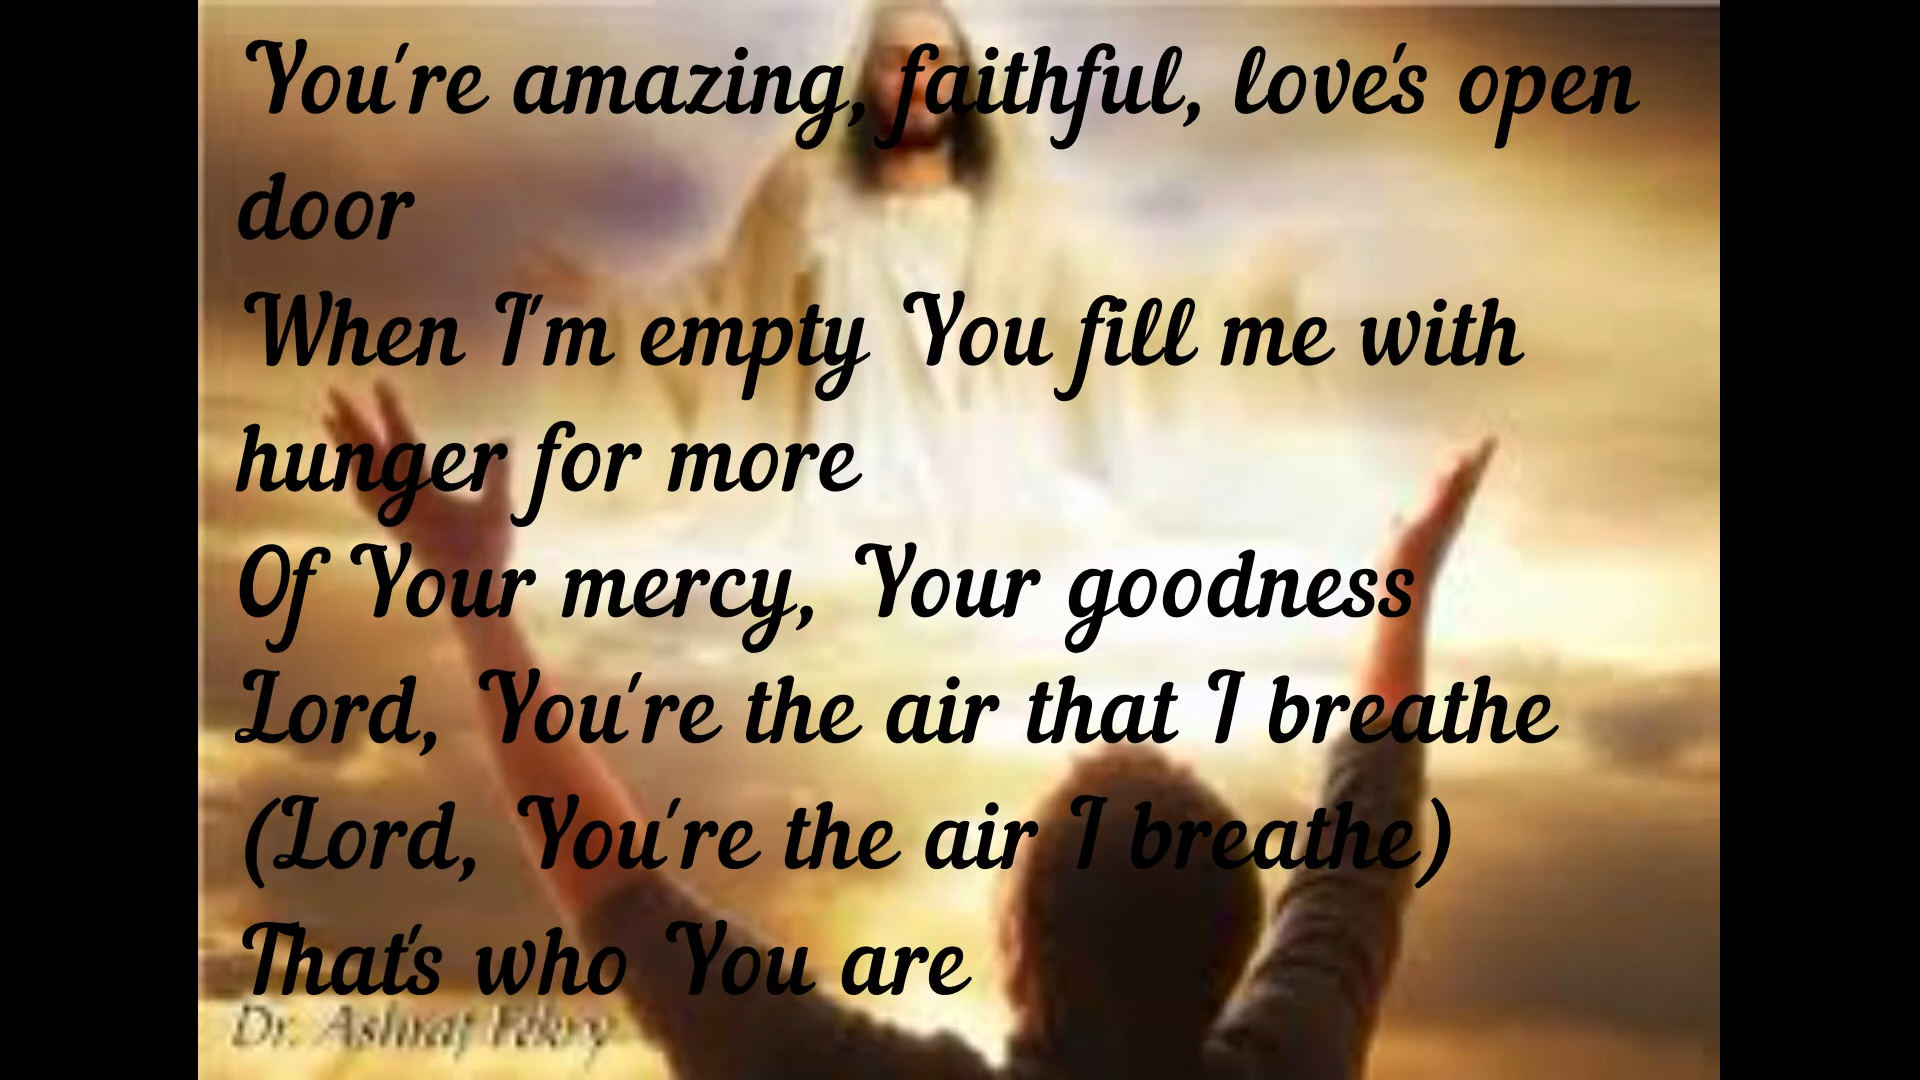 You're amazing, faithful, love's open
door
When I'm empty You fill me with
hunger for more
Of Your mercy, Your goodness
Lord, You're the air that I breathe
(Lord, You're the air I breathe)
That's who You are
Dr. Ashraf Fekry